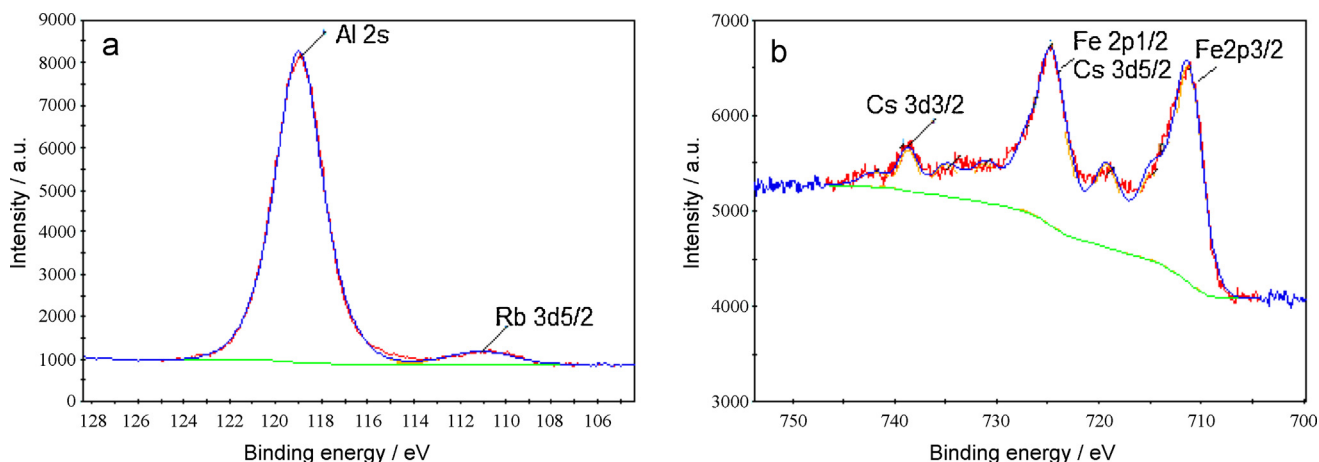 a
Al 2s
Rb 3d5/2
Intensity / a.u.
9000
8000
7000
6000
5000
4000
3000
2000
1000
0
128 126 124 122 120 118 116 114 112 110 108 106
Binding energy / eV
b
Fe 2p1/2
Cs 3d5/2
Fe2p3/2
Cs 3d3/2
Intensity / a.u.
7000
6000
5000
4000
3000
750 740 730 720 710 700
Binding energy / eV